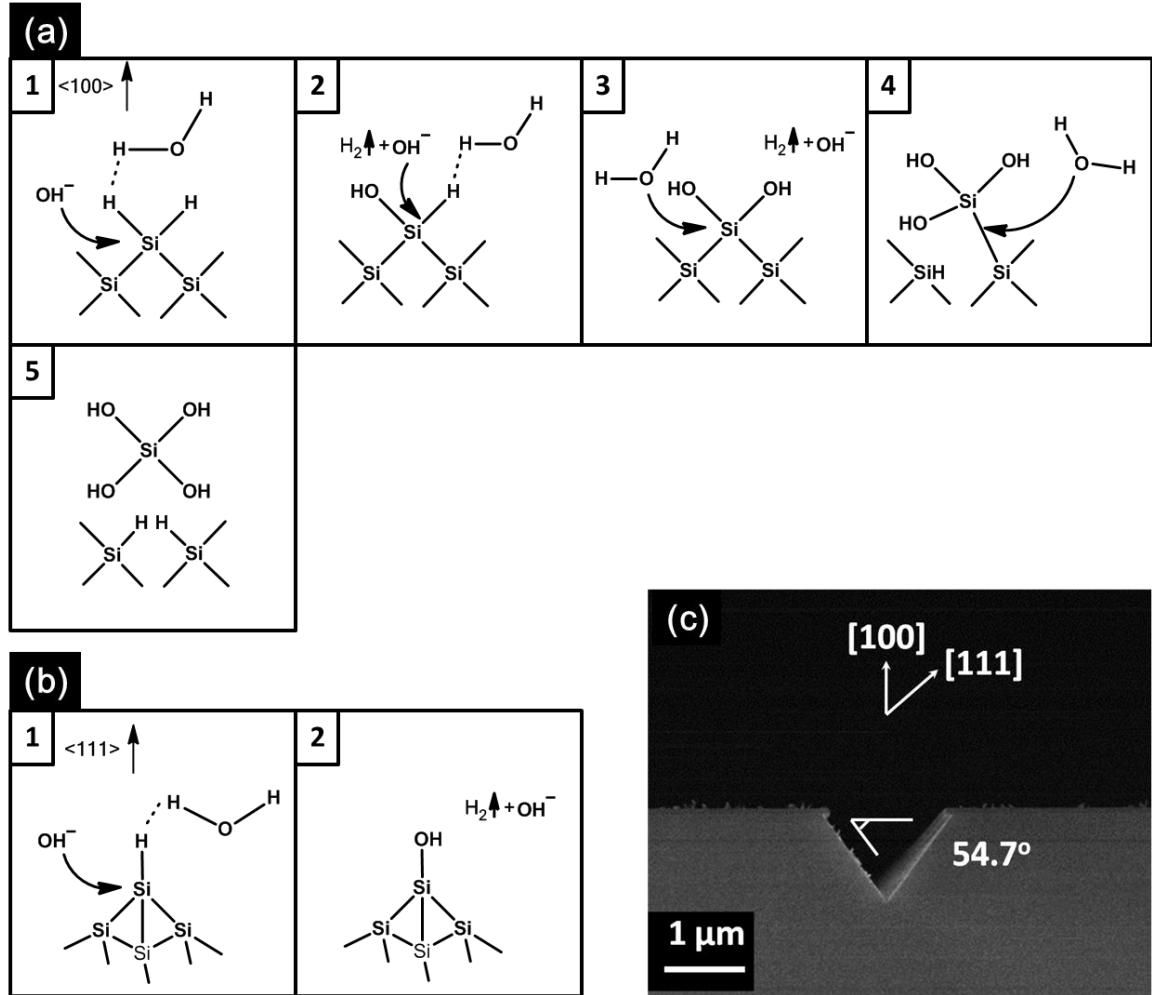 (a)
1
<100>
H
H
O
OH⁻
H
H
Si
Si
Si
2
H
H₂ + OH⁻
H
O
HO
H
Si
Si
Si
3
H
H₂ + OH⁻
H
O
HO
OH
Si
Si
Si
4
H
HO
OH
O
H
Si
HO
SiH
Si
5
HO
OH
Si
HO
OH
H
H
Si
Si
(b)
1
<111>
H
H
O
OH⁻
H
Si
Si
Si
Si
2
H₂ + OH⁻
OH
Si
Si
Si
Si
(c)
[100]
[111]
54.7º
1 µm